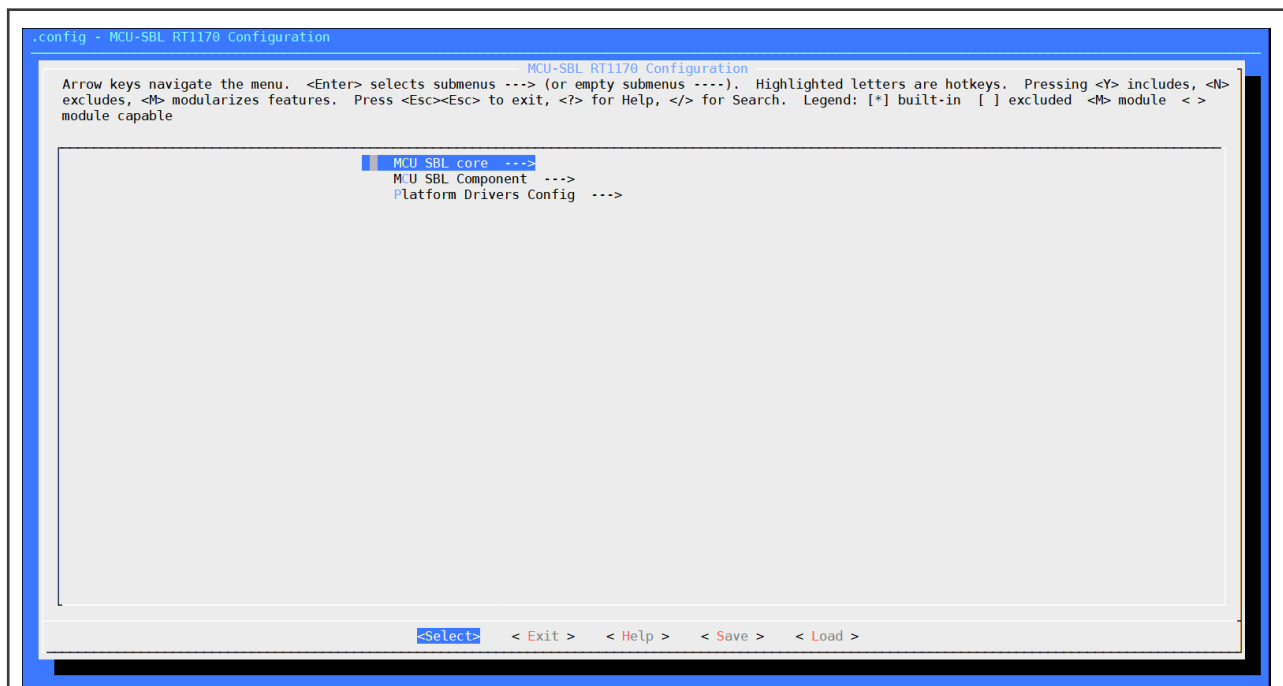 .config - MCU-SBL RT1170 Configuration
MCU-SBL RT1170 Configuration
Arrow keys navigate the menu.  <Enter> selects submenus ---> (or empty submenus ----).  Highlighted letters are hotkeys.  Pressing <Y> includes, <N>
excludes, <M> modularizes features.  Press <Esc><Esc> to exit, <?> for Help, </> for Search.  Legend: [*] built-in  [ ] excluded  <M> module  < >
module capable
MCU SBL core  --->
MCU SBL Component  --->
Platform Drivers Config  --->
<Select>    < Exit >    < Help >    < Save >    < Load >